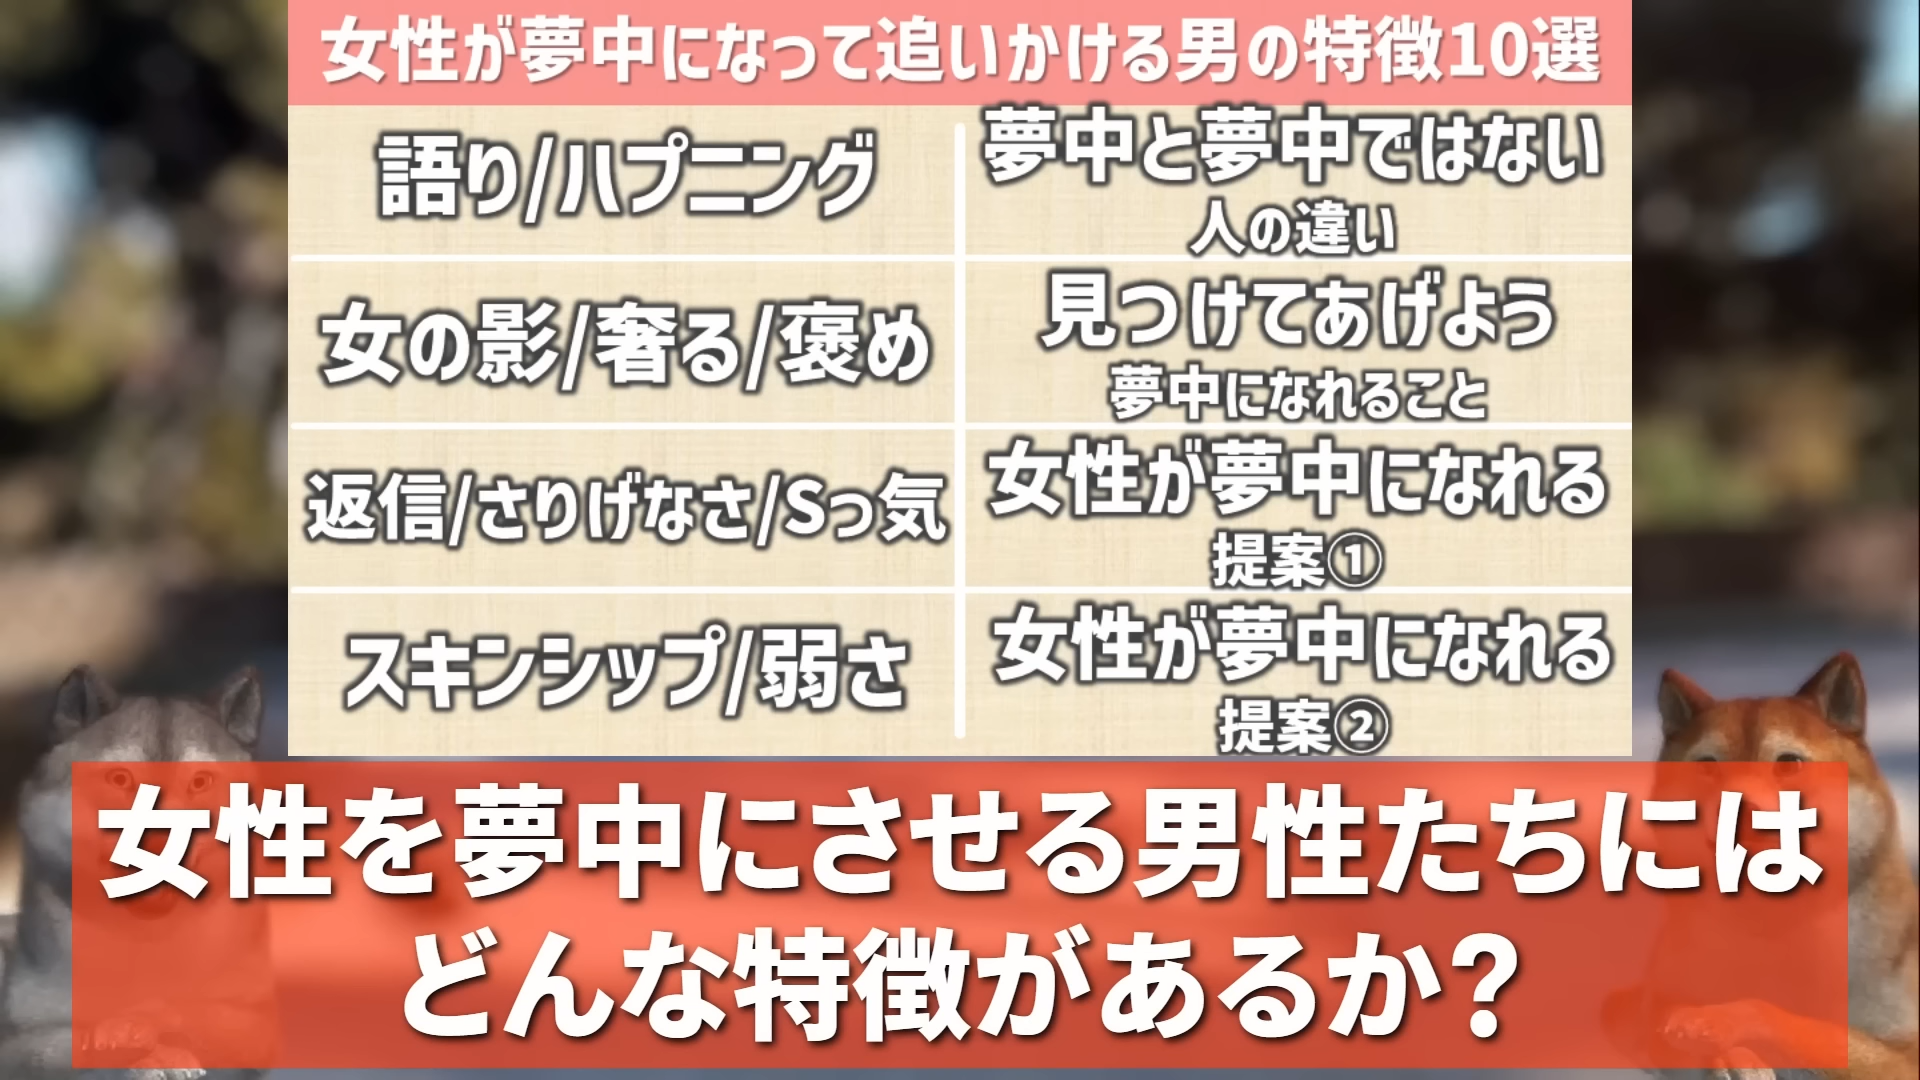 女性が夢中になって追いかける男の特徴10選
語り/ハプニング
夢中と夢中ではない
人の違い
女の影/奢る/褒め
見つけてあげよう
夢中になれること
返信/さりげなさ/Sっ気
女性が夢中になれる
提案①
スキンシップ/弱さ
女性が夢中になれる
提案②
女性を夢中にさせる男性たちには
どんな特徴があるか？